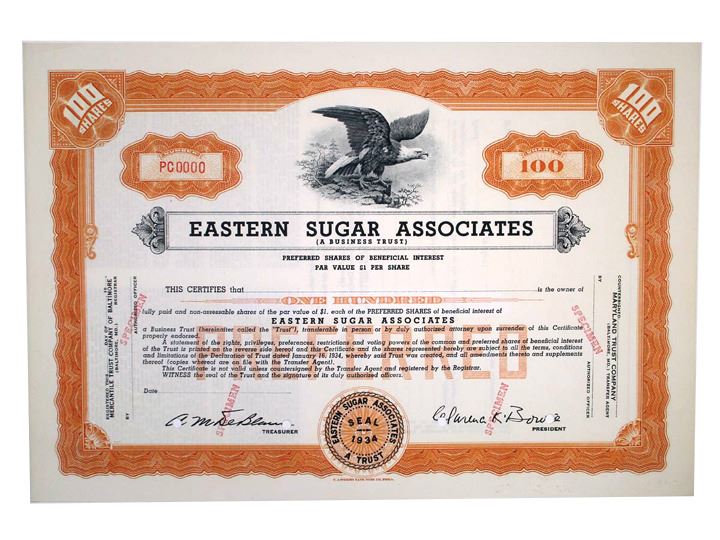 100 SHARES
100 SHARES
NUMBER
PC0000
SHARES
100
EASTERN SUGAR ASSOCIATES
(A BUSINESS TRUST)
PREFERRED SHARES OF BENEFICIAL INTEREST
PAR VALUE $1 PER SHARE
THIS CERTIFIES that is the owner of
ONE HUNDRED
fully paid and non-assessable shares of the par value of $1. each of the PREFERRED SHARES of beneficial interest of
EASTERN SUGAR ASSOCIATES
a Business Trust (hereinafter called the "Trust"), transferable in person or by duly authorized attorney upon surrender of this Certificate
properly endorsed.
A statement of the rights, privileges, preferences, restrictions and voting powers of the common and preferred shares of beneficial interest
of the Trust is printed on the reverse side hereof and this Certificate and the shares represented hereby are subject to all the terms, conditions
and limitations of the Declaration of Trust dated January 16, 1934, whereby said Trust was created, and all amendments thereto and supplements
thereof (copies whereof are on file with the Transfer Agent).
This Certificate is not valid unless countersigned by the Transfer Agent and registered by the Registrar.
WITNESS the seal of the Trust and the signature of its duly authorized officers.
PREFERRED
Date
TREASURER
Clarence K. Bowie
PRESIDENT
EASTERN SUGAR ASSOCIATES
SEAL
1934
A TRUST
REGISTERED
MERCANTILE TRUST COMPANY OF BALTIMORE
(BALTIMORE, MD.) REGISTRAR
BY
AUTHORIZED OFFICER
COUNTERSIGNED
MARYLAND TRUST COMPANY
TRANSFER AGENT
BY
AUTHORIZED OFFICER
SPECIMEN
SPECIMEN
SPECIMEN
SPECIMEN